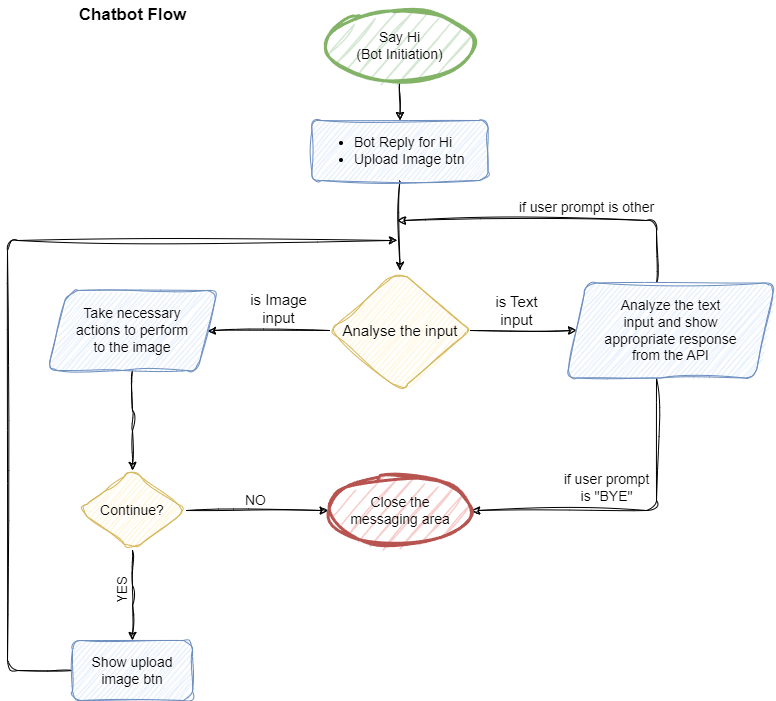 Chatbot Flow
Say Hi
(Bot Initiation)
• Bot Reply for Hi
• Upload Image btn
if user prompt is other
is Image
input
is Text
input
Take necessary
actions to perform
to the image
Analyse the input
Analyze the text
input and show
appropriate response
from the API
if user prompt
is "BYE"
Continue?
NO
Close the
messaging area
YES
Show upload
image btn